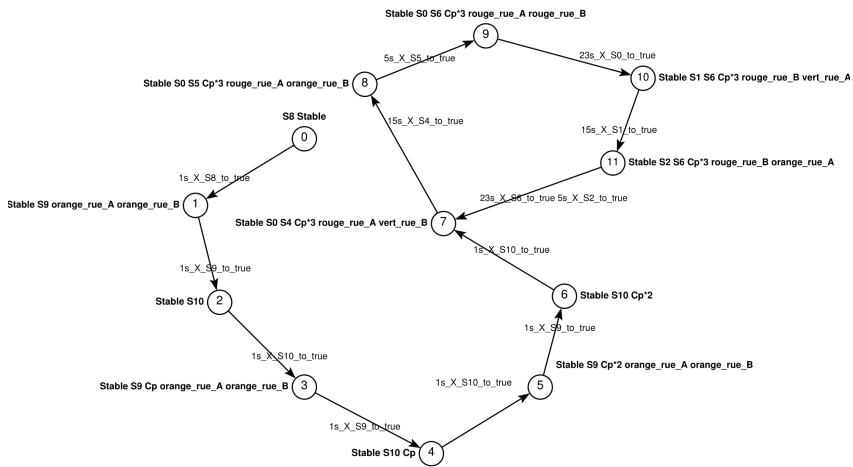 Stable S0 S6 Cp*3 rouge_rue_A rouge_rue_B
9
5s_X_S5_to_true
23s_X_S0_to_true
Stable S0 S5 Cp*3 rouge_rue_A orange_rue_B
8
10
Stable S1 S6 Cp*3 rouge_rue_B vert_rue_A
S8 Stable
0
15s_X_S4_to_true
15s_X_S1_to_true
11
Stable S2 S6 Cp*3 rouge_rue_B orange_rue_A
1s_X_S8_to_true
Stable S9 orange_rue_A orange_rue_B
1
23s_X_S6_to_true 5s_X_S2_to_true
Stable S0 S4 Cp*3 rouge_rue_A vert_rue_B
7
1s_X_S10_to_true
1s_X_S9_to_true
Stable S10
2
6
Stable S10 Cp*2
1s_X_S9_to_true
1s_X_S10_to_true
Stable S9 Cp*2 orange_rue_A orange_rue_B
Stable S9 Cp orange_rue_A orange_rue_B
3
1s_X_S10_to_true
5
1s_X_S9_to_true
Stable S10 Cp
4